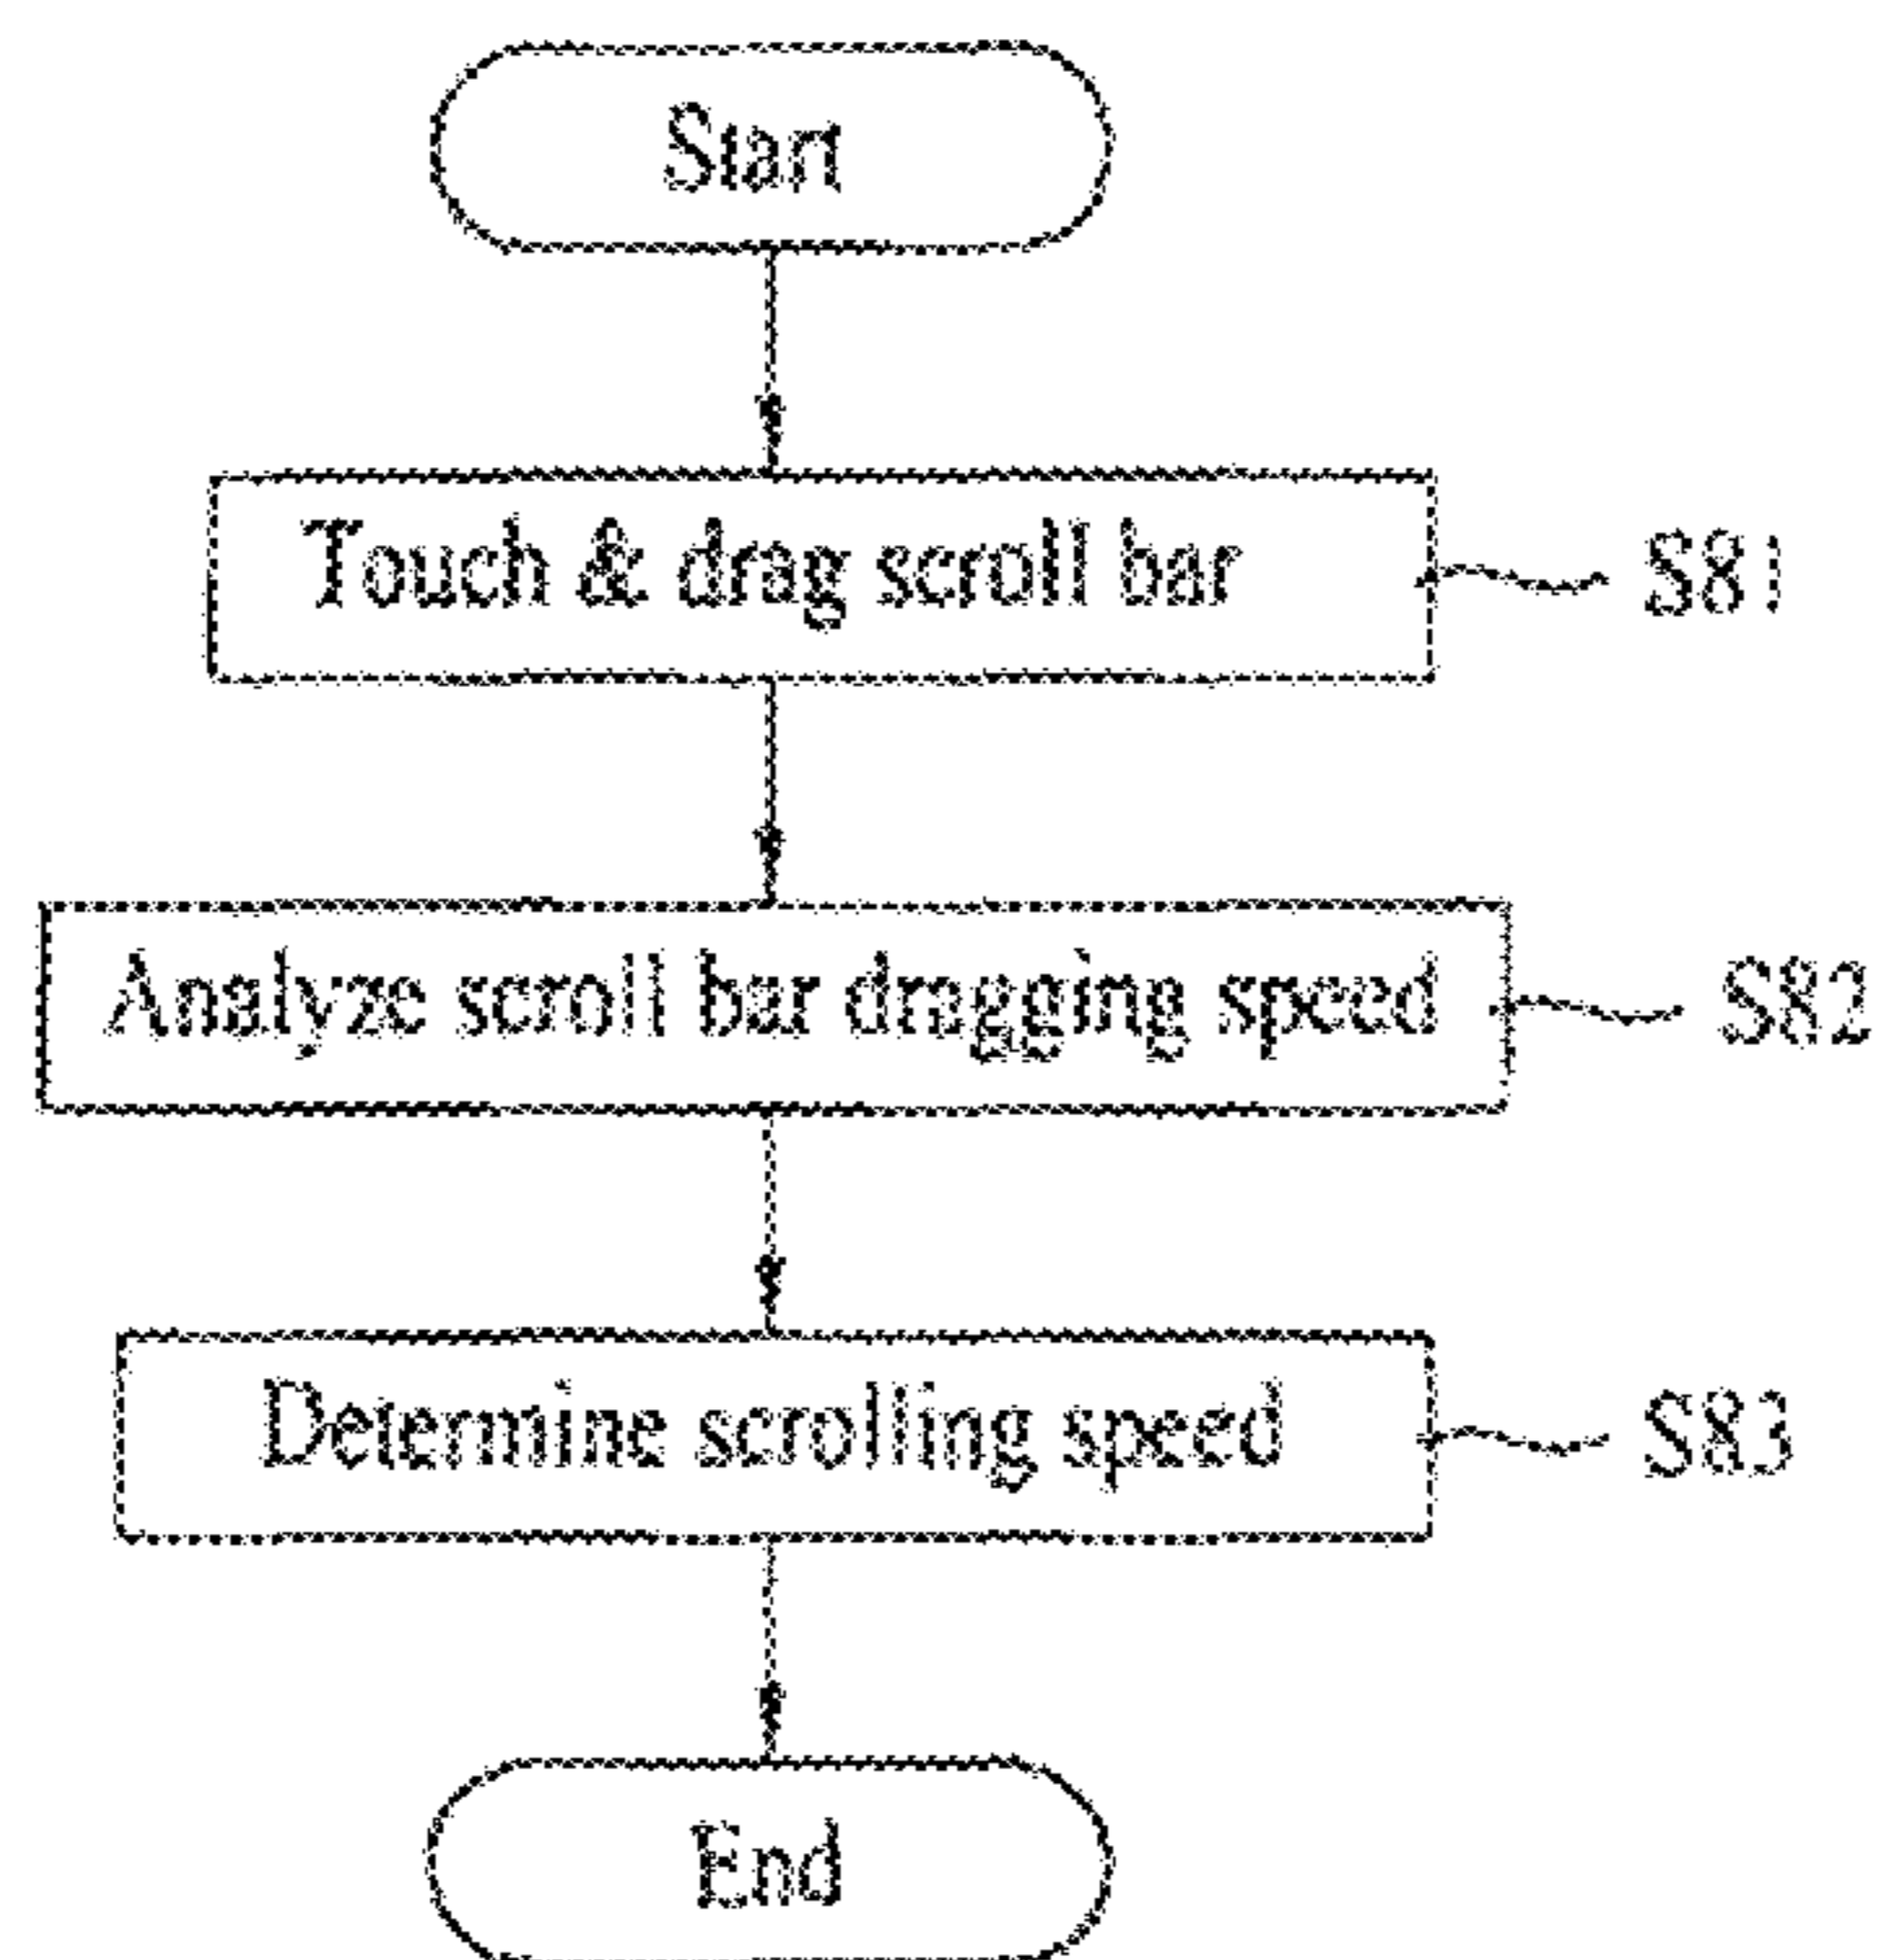 Start
Touch & drag scroll bar
S81
Analyze scroll bar dragging speed
S82
Determine scrolling speed
S83
End